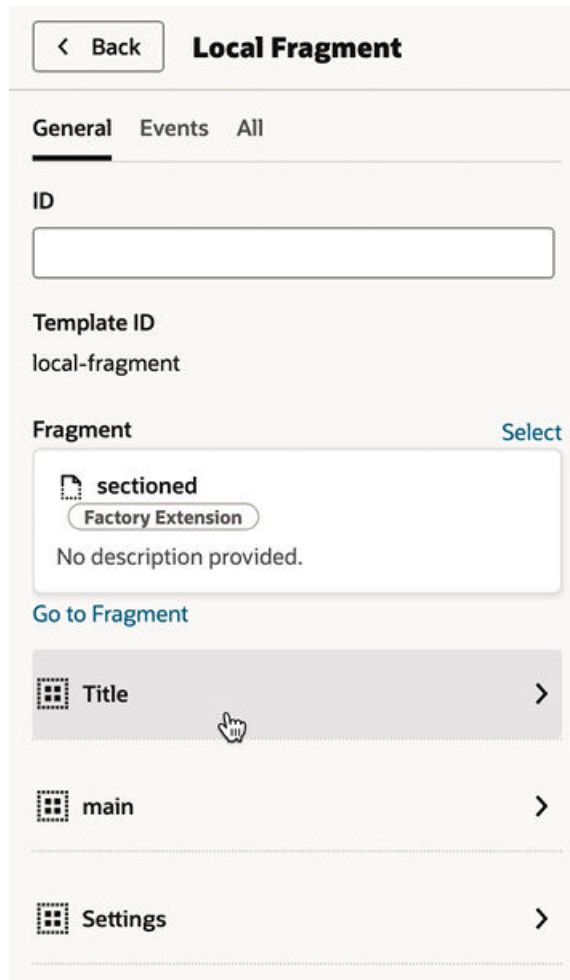 Back Local Fragment
General Events All
ID
Template ID
local-fragment
Fragment Select
sectioned
Factory Extension
No description provided.
Go to Fragment
Title
main
Settings